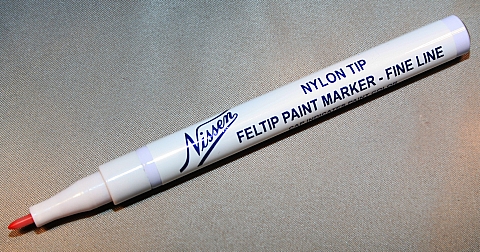 Nissen
NYLON TIP
FELTIP PAINT MARKER - FINE LINE